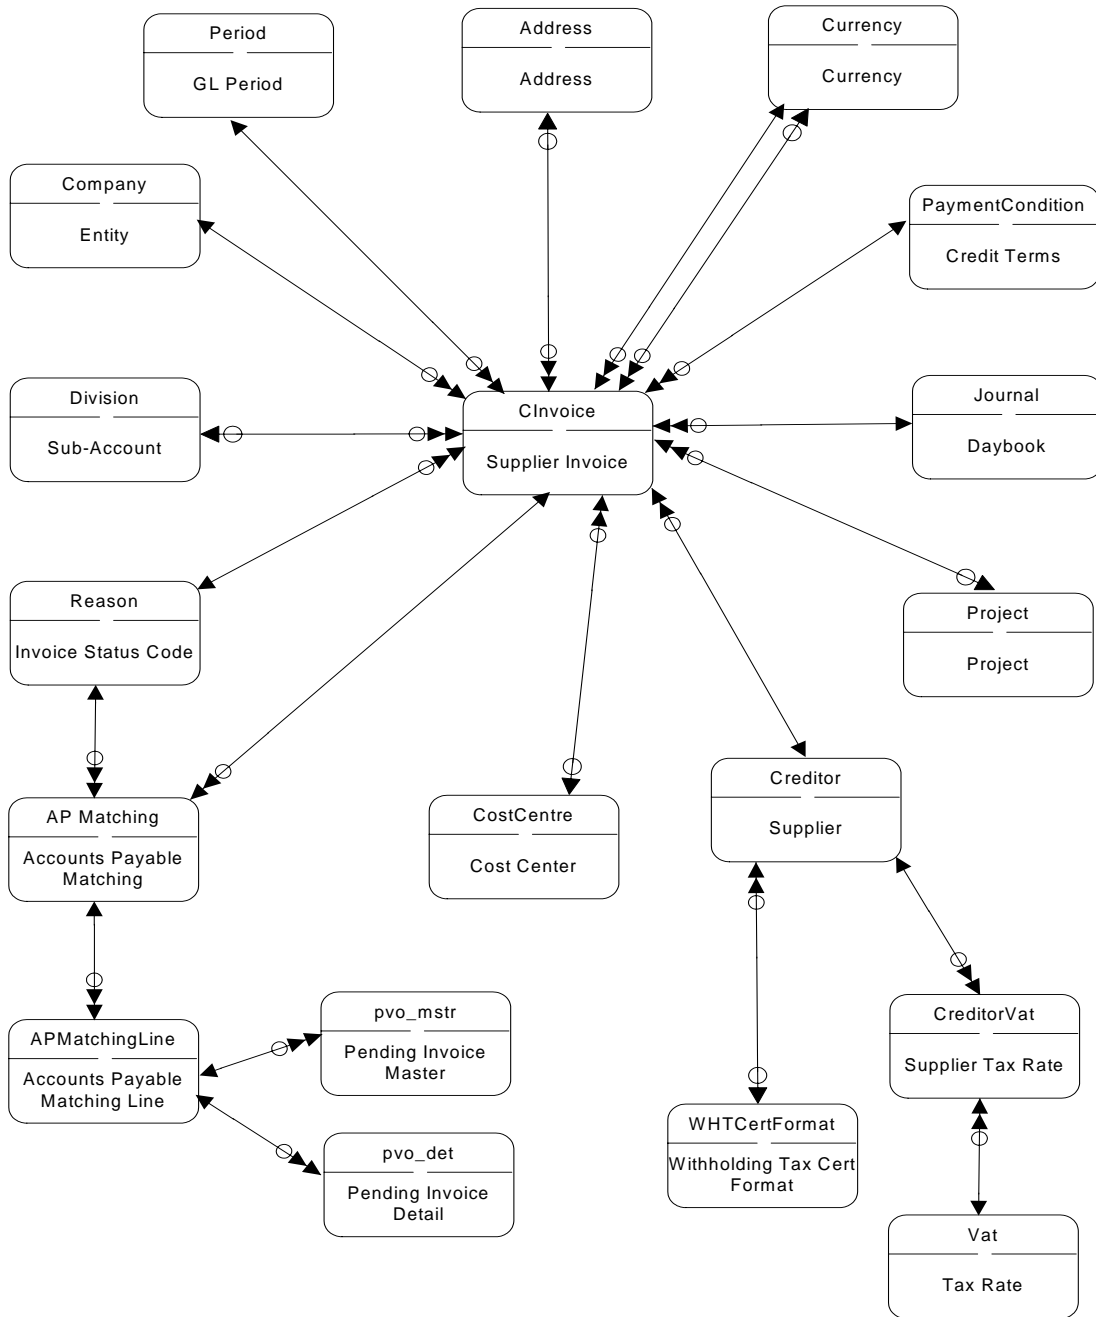 Period
GL Period
Address
Address
Currency
Currency
Company
Entity
PaymentCondition
Credit Terms
Division
Sub-Account
CInvoice
Supplier Invoice
Journal
Daybook
Reason
Invoice Status Code
Project
Project
AP Matching
Accounts Payable
Matching
CostCentre
Cost Center
Creditor
Supplier
APMatchingLine
Accounts Payable
Matching Line
pvo_mstr
Pending Invoice
Master
CreditorVat
Supplier Tax Rate
pvo_det
Pending Invoice
Detail
WHTCertFormat
Withholding Tax Cert
Format
Vat
Tax Rate